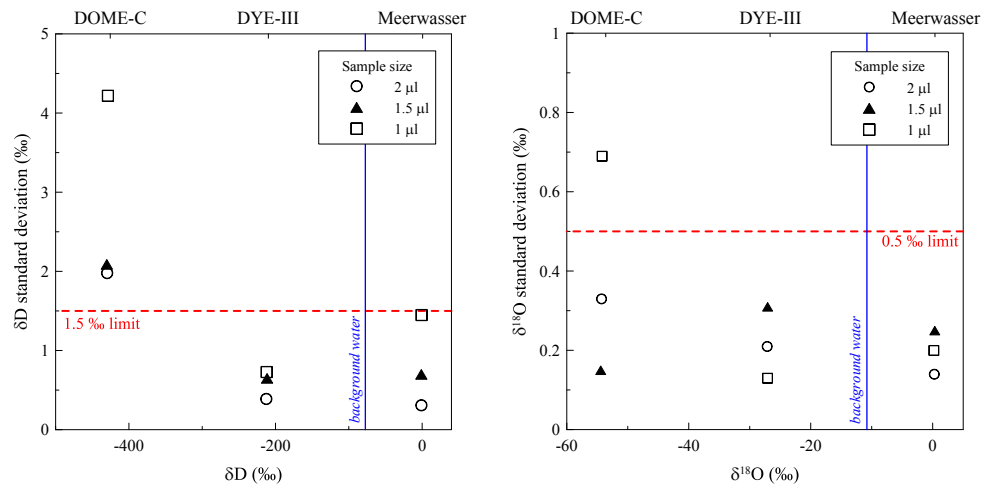 DOME-C DYE-III Meerwasser
5
4
3
2
1
0
δD standard deviation (‰)
Sample size
2 μl
1.5 μl
1 μl
1.5 ‰ limit
background water
-400 -200 0
δD (‰)
DOME-C DYE-III Meerwasser
1
0.8
0.6
0.4
0.2
0
δ¹⁸O standard deviation (‰)
Sample size
2 μl
1.5 μl
1 μl
0.5 ‰ limit
background water
-60 -40 -20 0
δ¹⁸O (‰)